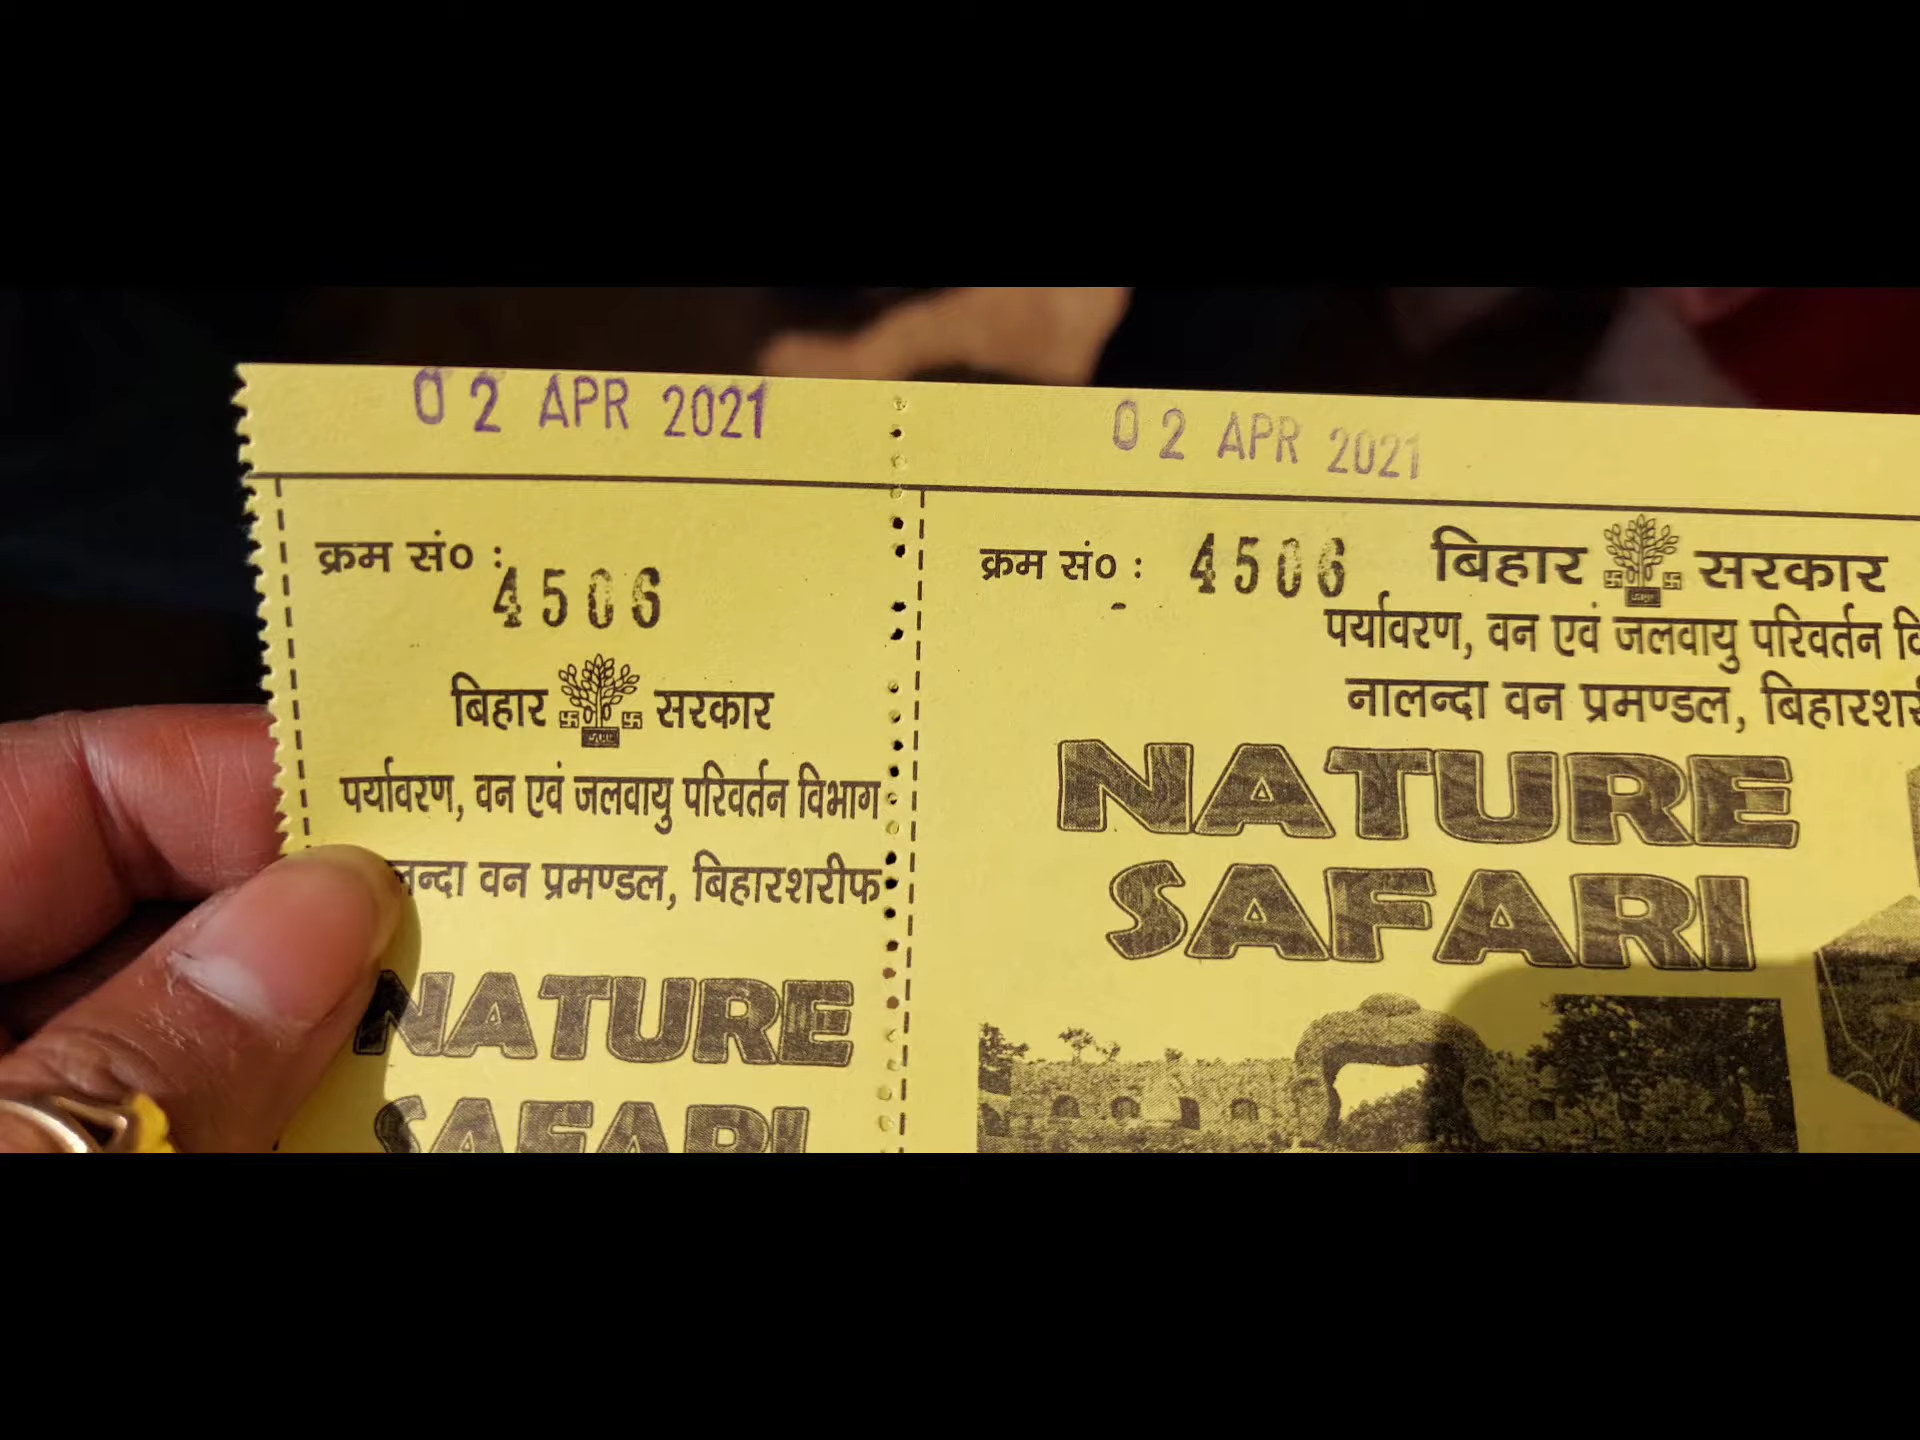 02 APR 2021
क्रम सं० :
4506
बिहार सरकार
पर्यावरण, वन एवं जलवायु परिवर्तन विभाग
वन प्रमण्डल, बिहारशरीफ
NATURE
SAFARI
02 APR 2021
क्रम सं० : 4506
बिहार सरकार
पर्यावरण, वन एवं जलवायु परिवर्तन
नालन्दा वन प्रमण्डल,
NATURE
SAFARI